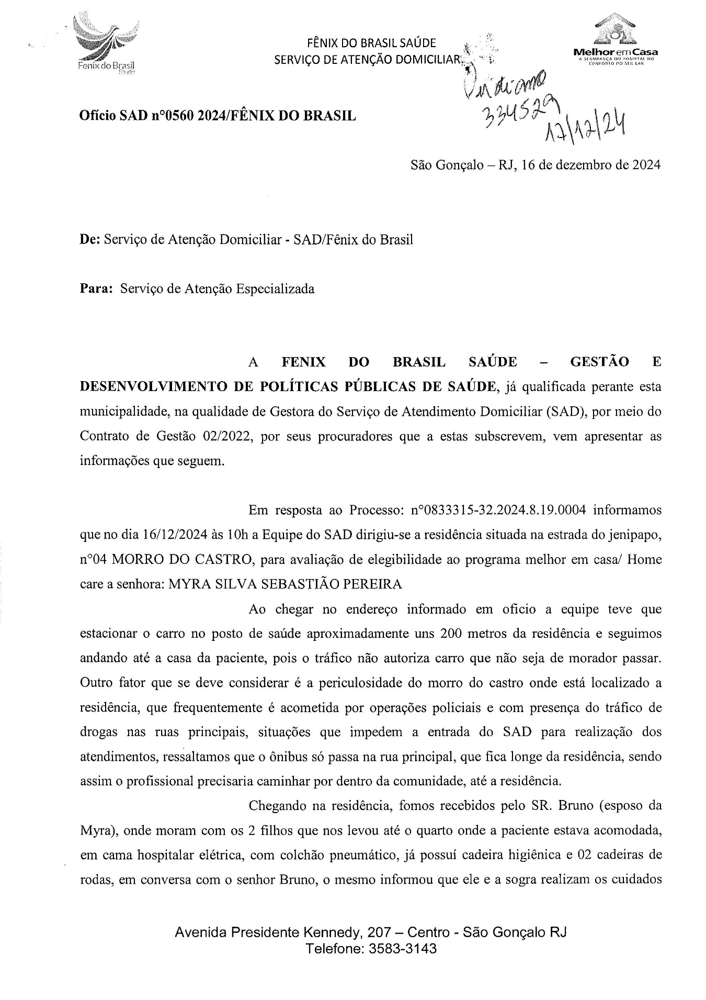 Fenix do Brasil
Saúde
FÊNIX DO BRASIL SAÚDE
SERVIÇO DE ATENÇÃO DOMICILIAR
Melhor em Casa
A SEGURANÇA DO HOSPITAL NO
CONFORTO DO SEU LAR
334529
17/12/24
Ofício SAD n°0560 2024/FÊNIX DO BRASIL
São Gonçalo – RJ, 16 de dezembro de 2024
De: Serviço de Atenção Domiciliar - SAD/Fênix do Brasil
Para: Serviço de Atenção Especializada
A FENIX DO BRASIL SAÚDE – GESTÃO E
DESENVOLVIMENTO DE POLÍTICAS PÚBLICAS DE SAÚDE, já qualificada perante esta
municipalidade, na qualidade de Gestora do Serviço de Atendimento Domiciliar (SAD), por meio do
Contrato de Gestão 02/2022, por seus procuradores que a estas subscrevem, vem apresentar as
informações que seguem.
Em resposta ao Processo: n°0833315-32.2024.8.19.0004 informamos
que no dia 16/12/2024 às 10h a Equipe do SAD dirigiu-se a residência situada na estrada do jenipapo,
n°04 MORRO DO CASTRO, para avaliação de elegibilidade ao programa melhor em casa/ Home
care a senhora: MYRA SILVA SEBASTIÃO PEREIRA
Ao chegar no endereço informado em oficio a equipe teve que
estacionar o carro no posto de saúde aproximadamente uns 200 metros da residência e seguimos
andando até a casa da paciente, pois o tráfico não autoriza carro que não seja de morador passar.
Outro fator que se deve considerar é a periculosidade do morro do castro onde está localizado a
residência, que frequentemente é acometida por operações policiais e com presença do tráfico de
drogas nas ruas principais, situações que impedem a entrada do SAD para realização dos
atendimentos, ressaltamos que o ônibus só passa na rua principal, que fica longe da residência, sendo
assim o profissional precisaria caminhar por dentro da comunidade, até a residência.
Chegando na residência, fomos recebidos pelo SR. Bruno (esposo da
Myra), onde moram com os 2 filhos que nos levou até o quarto onde a paciente estava acomodada,
em cama hospitalar elétrica, com colchão pneumático, já possuí cadeira higiênica e 02 cadeiras de
rodas, em conversa com o senhor Bruno, o mesmo informou que ele e a sogra realizam os cuidados
Avenida Presidente Kennedy, 207 – Centro - São Gonçalo RJ
Telefone: 3583-3143